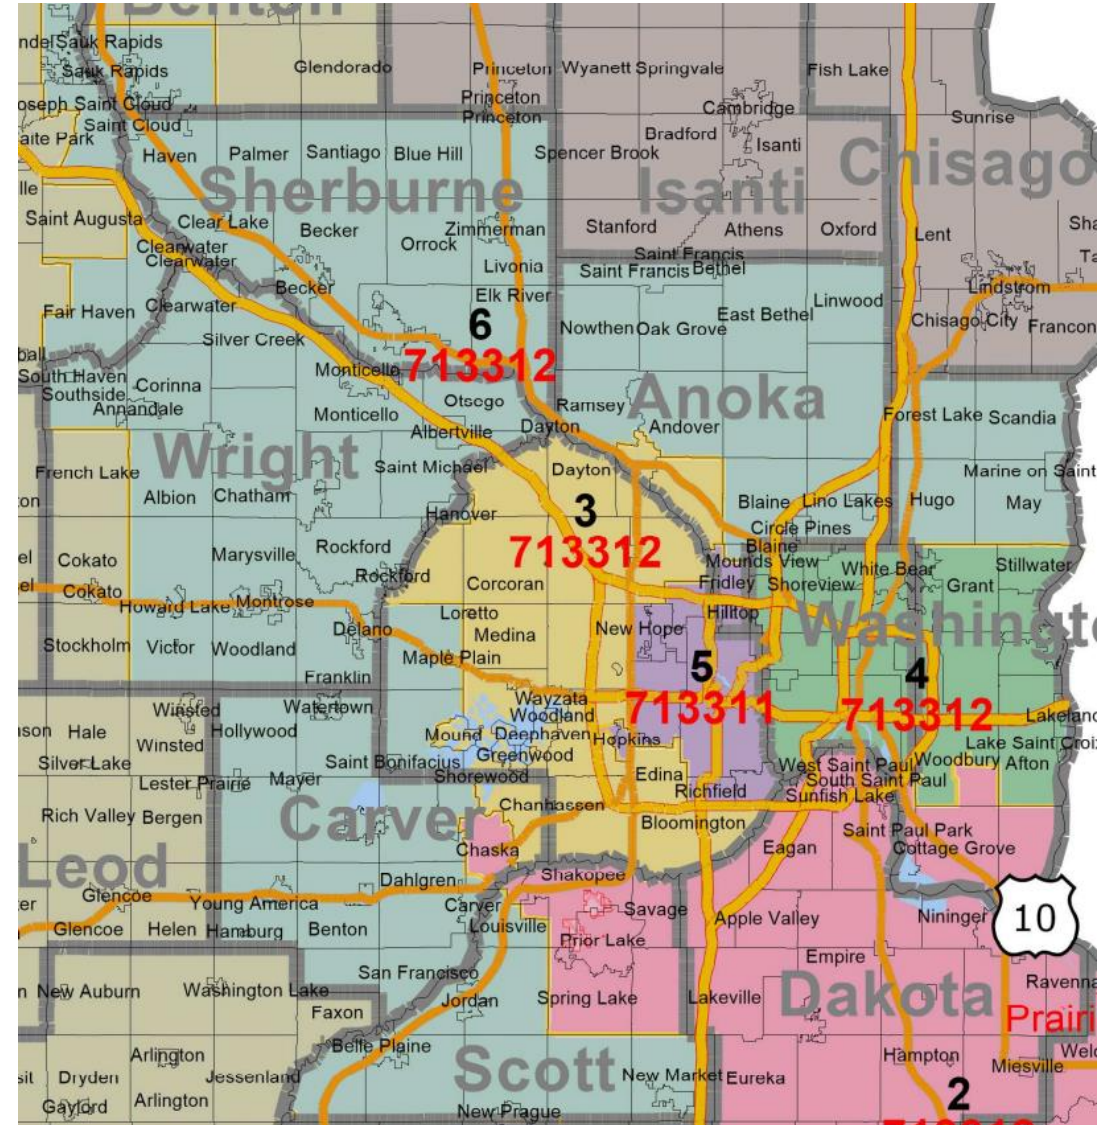 Benton
Sauk Rapids
Sauk Rapids
Glendorado
Princeton
Wyanett
Springvale
Fish Lake
Princeton
Princeton
Cambridge
Sunrise
Saint Cloud
Saint Cloud
Bradford
Isanti
Haven
Palmer
Santiago
Blue Hill
Spencer Brook
Chisago
Sherburne
Isanti
Saint Augusta
Clear Lake
Becker
Orrock
Zimmerman
Stanford
Athens
Oxford
Lent
Clearwater
Clearwater
Livonia
Saint Francis
Saint Francis
Bethel
Becker
Elk River
Lindstrom
Fair Haven
Clearwater
Linwood
East Bethel
Nowthen
Oak Grove
Chisago City
6
713312
Silver Creek
Monticello
South Haven
Southside
Corinna
Annandale
Otsego
Ramsey
Anoka
Monticello
Albertville
Dayton
Andover
Forest Lake
Scandia
Wright
French Lake
Saint Michael
Dayton
Marine on Saint
Albion
Chatham
Hanover
3
713312
Blaine
Lino Lakes
Hugo
May
Circle Pines
Cokato
Marysville
Rockford
Blaine
Mounds View
White Bear
Stillwater
Rockford
Corcoran
Fridley
Shoreview
Grant
Cokato
Howard Lake
Montrose
Loretto
Hilltop
Delano
Medina
New Hope
Stockholm
Victor
Woodland
Maple Plain
5
713311
4
713312
Franklin
Winsted
Watertown
Wayzata
Woodland
Lakeland
Hale
Winsted
Hollywood
Mound
Deephaven
Hopkins
Greenwood
Silver Lake
Saint Bonifacius
Shorewood
Edina
West Saint Paul
Woodbury
Afton
Lester Prairie
Mayer
Richfield
South Saint Paul
Sunfish Lake
Rich Valley
Bergen
Carver
Chanhassen
Bloomington
Saint Paul Park
Chaska
Eagan
Cottage Grove
Leod
Dahlgren
Shakopee
Glencoe
Young America
Carver
Savage
Apple Valley
Nininger
10
Glencoe
Helen
Hamburg
Benton
Louisville
Prior Lake
Empire
San Francisco
New Auburn
Washington Lake
Jordan
Spring Lake
Lakeville
Dakota
Faxon
Belle Plaine
Arlington
Hampton
Miesville
Dryden
Jessenland
Scott
New Market
Eureka
2
Gaylord
Arlington
New Prague